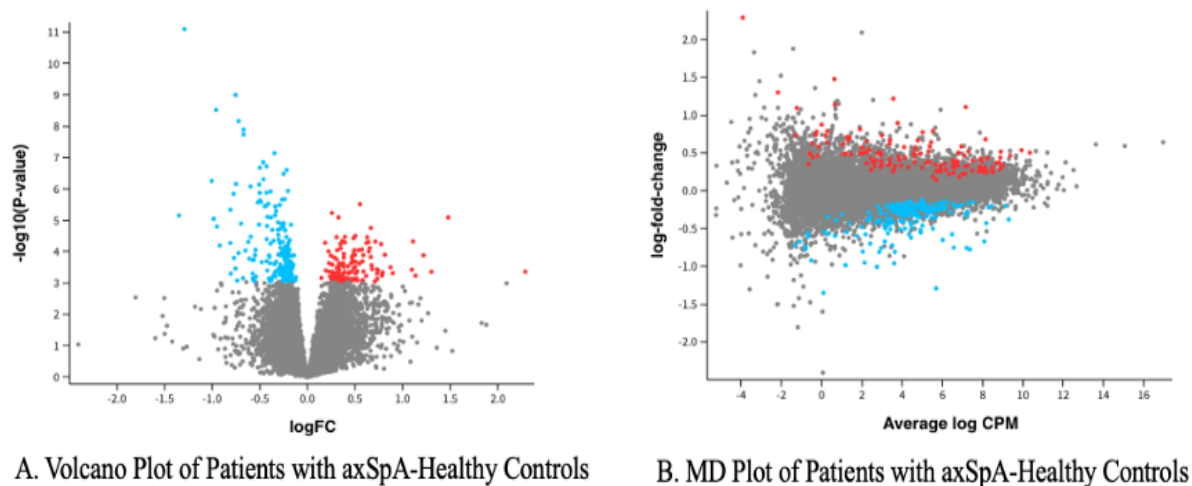 11
10
9
8
7
6
5
4
3
2
1
0
-log10(P-value)
-2.0 -1.5 -1.0 -0.5 0.0 0.5 1.0 1.5 2.0
logFC
A. Volcano Plot of Patients with axSpA-Healthy Controls
2.0
1.5
1.0
0.5
0.0
-0.5
-1.0
-1.5
-2.0
log-fold-change
-4 -2 0 2 4 6 8 10 12 14 16
Average log CPM
B. MD Plot of Patients with axSpA-Healthy Controls